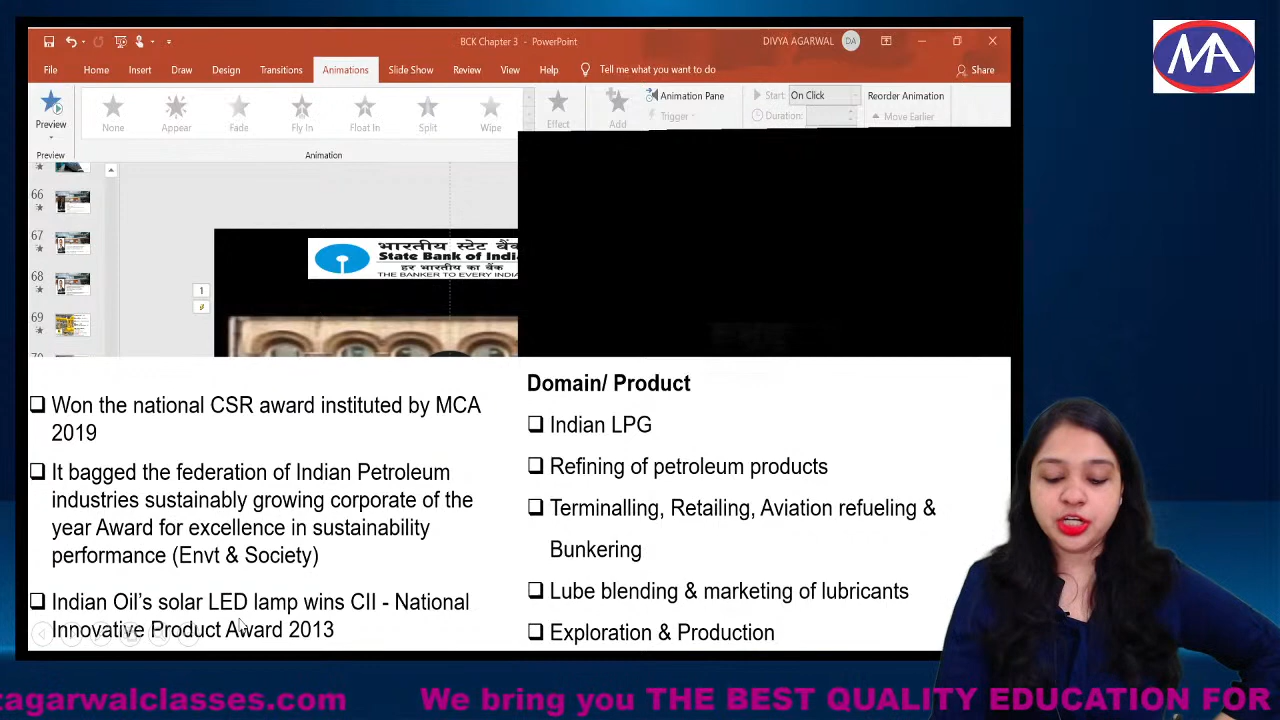 BCK Chapter 3 - PowerPoint
DIVYA AGARWAL
DA
MA
File
Home
Insert
Draw
Design
Transitions
Animations
Slide Show
Review
View
Help
Tell me what you want to do
Share
Preview
None
Appear
Fade
Fly In
Float In
Split
Wipe
Effect
Add
Animation Pane
Trigger
Start: On Click
Duration:
Reorder Animation
Move Earlier
Preview
Animation
66
67
68
69
1
भारतीय स्टेट बैं
State Bank of Indi
हर भारतीय का बैंक
THE BANKER TO EVERY INDIA
Won the national CSR award instituted by MCA
2019
It bagged the federation of Indian Petroleum
industries sustainably growing corporate of the
year Award for excellence in sustainability
performance (Envt & Society)
Indian Oil’s solar LED lamp wins CII - National
Innovative Product Award 2013
Domain/ Product
Indian LPG
Refining of petroleum products
Terminalling, Retailing, Aviation refueling &
Bunkering
Lube blending & marketing of lubricants
Exploration & Production
tagarwalclasses.com We bring you THE BEST QUALITY EDUCATION FOR